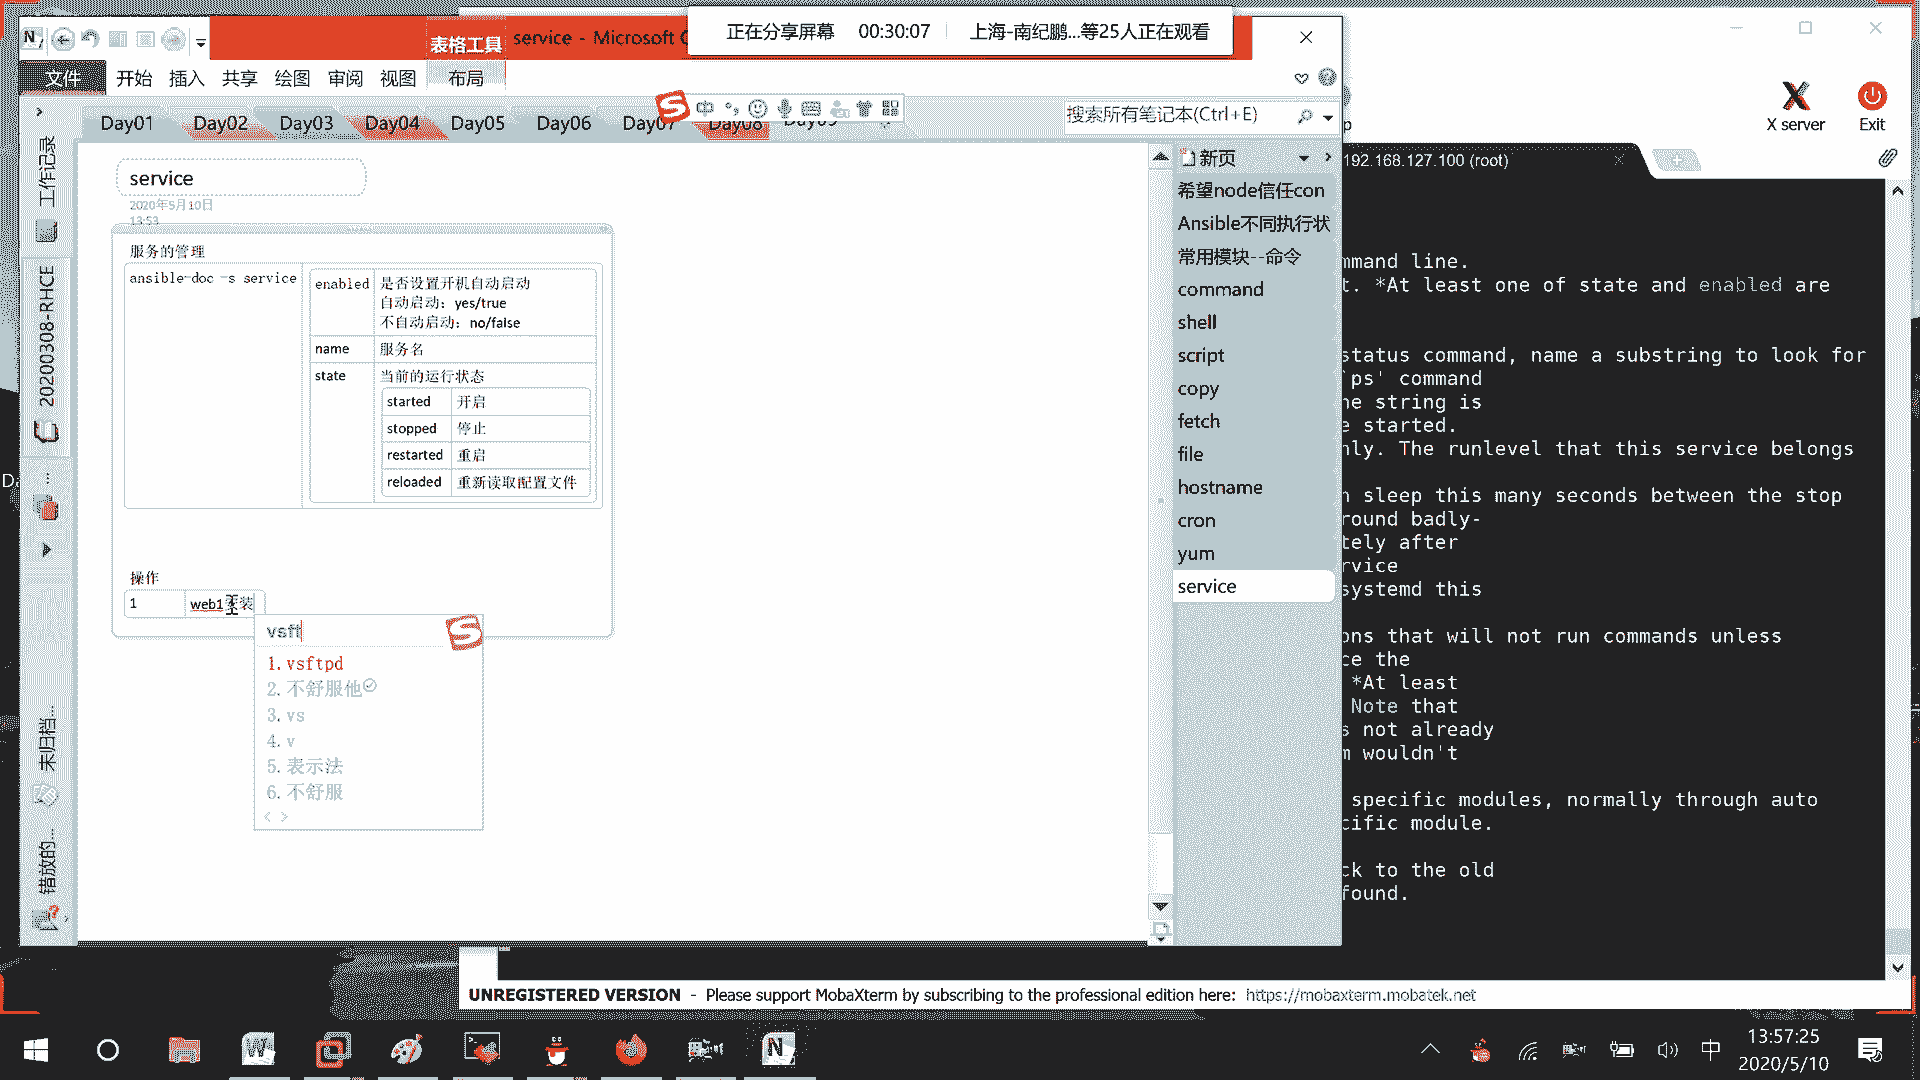 正在分享屏幕 00:30:07 上海-南纪鹏...等25人正在观看
表格工具 service - Microsoft
文件 开始 插入 共享 绘图 审阅 视图 布局
Day01 Day02 Day03 Day04 Day05 Day06 Day07 Day08 Day09
中
搜索所有笔记本(Ctrl+E)
X server Exit
192.168.127.100 (root)
工作记录
20200308-RHCE
未归档...
错放的...
service
2020年5月10日
13:53
服务的管理
ansible-doc -s service
enabled 是否设置开机自动启动
自动启动：yes/true
不自动启动：no/false
name 服务名
state 当前的运行状态
started 开启
stopped 停止
restarted 重启
reloaded 重新读取配置文件
操作
1 web1安装
vsft
1. vsftpd
2. 不舒服他
3. vs
4. v
5. 表示法
6. 不舒服
新页
希望node信任con
Ansible不同执行状
常用模块--命令
command
shell
script
copy
fetch
file
hostname
cron
yum
service
mmand line.
t. *At least one of state and enabled are
status command, name a substring to look for
`ps' command
he string is
e started.
nly. The runlevel that this service belongs
n sleep this many seconds between the stop
round badly-
tely after
rvice
systemd this
ons that will not run commands unless
ce the
*At least
Note that
s not already
m wouldn't
specific modules, normally through auto
cific module.
ck to the old
found.
UNREGISTERED VERSION - Please support MobaXterm by subscribing to the professional edition here: https://mobaxterm.mobatek.net
中 13:57:25
2020/5/10